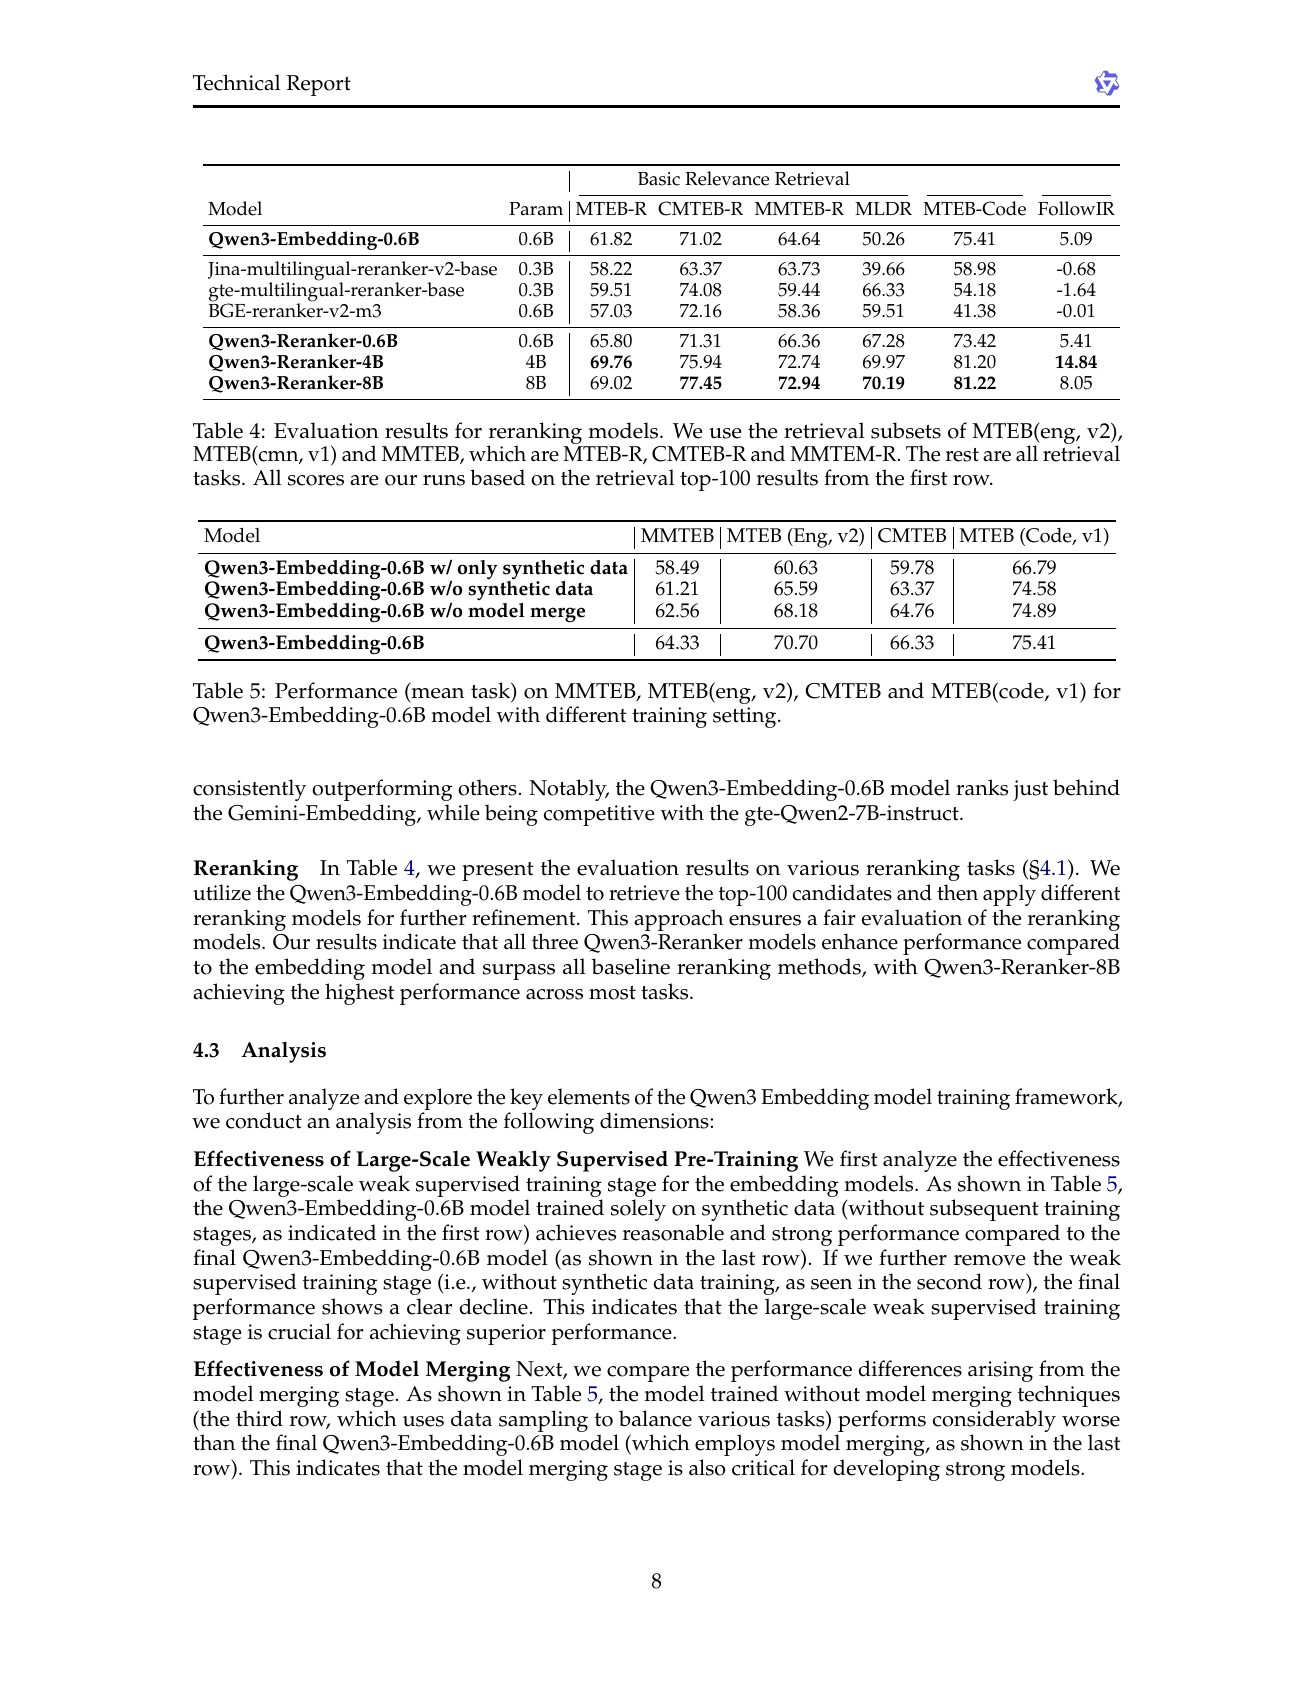 Technical Report
Basic Relevance Retrieval
Model Param MTEB-R CMTEB-R MMTEB-R MLDR MTEB-Code FollowIR
Qwen3-Embedding-0.6B 0.6B 61.82 71.02 64.64 50.26 75.41 5.09
Jina-multilingual-reranker-v2-base 0.3B 58.22 63.37 63.73 39.66 58.98 -0.68
gte-multilingual-reranker-base 0.3B 59.51 74.08 59.44 66.33 54.18 -1.64
BGE-reranker-v2-m3 0.6B 57.03 72.16 58.36 59.51 41.38 -0.01
Qwen3-Reranker-0.6B 0.6B 65.80 71.31 66.36 67.28 73.42 5.41
Qwen3-Reranker-4B 4B 69.76 75.94 72.74 69.97 81.20 14.84
Qwen3-Reranker-8B 8B 69.02 77.45 72.94 70.19 81.22 8.05
Table 4: Evaluation results for reranking models. We use the retrieval subsets of MTEB(eng, v2),
MTEB(cmn, v1) and MMTEB, which are MTEB-R, CMTEB-R and MMTEM-R. The rest are all retrieval
tasks. All scores are our runs based on the retrieval top-100 results from the first row.
Model MMTEB MTEB (Eng, v2) CMTEB MTEB (Code, v1)
Qwen3-Embedding-0.6B w/ only synthetic data 58.49 60.63 59.78 66.79
Qwen3-Embedding-0.6B w/o synthetic data 61.21 65.59 63.37 74.58
Qwen3-Embedding-0.6B w/o model merge 62.56 68.18 64.76 74.89
Qwen3-Embedding-0.6B 64.33 70.70 66.33 75.41
Table 5: Performance (mean task) on MMTEB, MTEB(eng, v2), CMTEB and MTEB(code, v1) for
Qwen3-Embedding-0.6B model with different training setting.
consistently outperforming others. Notably, the Qwen3-Embedding-0.6B model ranks just behind
the Gemini-Embedding, while being competitive with the gte-Qwen2-7B-instruct.
Reranking In Table 4, we present the evaluation results on various reranking tasks (§4.1). We
utilize the Qwen3-Embedding-0.6B model to retrieve the top-100 candidates and then apply different
reranking models for further refinement. This approach ensures a fair evaluation of the reranking
models. Our results indicate that all three Qwen3-Reranker models enhance performance compared
to the embedding model and surpass all baseline reranking methods, with Qwen3-Reranker-8B
achieving the highest performance across most tasks.
4.3 Analysis
To further analyze and explore the key elements of the Qwen3 Embedding model training framework,
we conduct an analysis from the following dimensions:
Effectiveness of Large-Scale Weakly Supervised Pre-Training We first analyze the effectiveness
of the large-scale weak supervised training stage for the embedding models. As shown in Table 5,
the Qwen3-Embedding-0.6B model trained solely on synthetic data (without subsequent training
stages, as indicated in the first row) achieves reasonable and strong performance compared to the
final Qwen3-Embedding-0.6B model (as shown in the last row). If we further remove the weak
supervised training stage (i.e., without synthetic data training, as seen in the second row), the final
performance shows a clear decline. This indicates that the large-scale weak supervised training
stage is crucial for achieving superior performance.
Effectiveness of Model Merging Next, we compare the performance differences arising from the
model merging stage. As shown in Table 5, the model trained without model merging techniques
(the third row, which uses data sampling to balance various tasks) performs considerably worse
than the final Qwen3-Embedding-0.6B model (which employs model merging, as shown in the last
row). This indicates that the model merging stage is also critical for developing strong models.
8